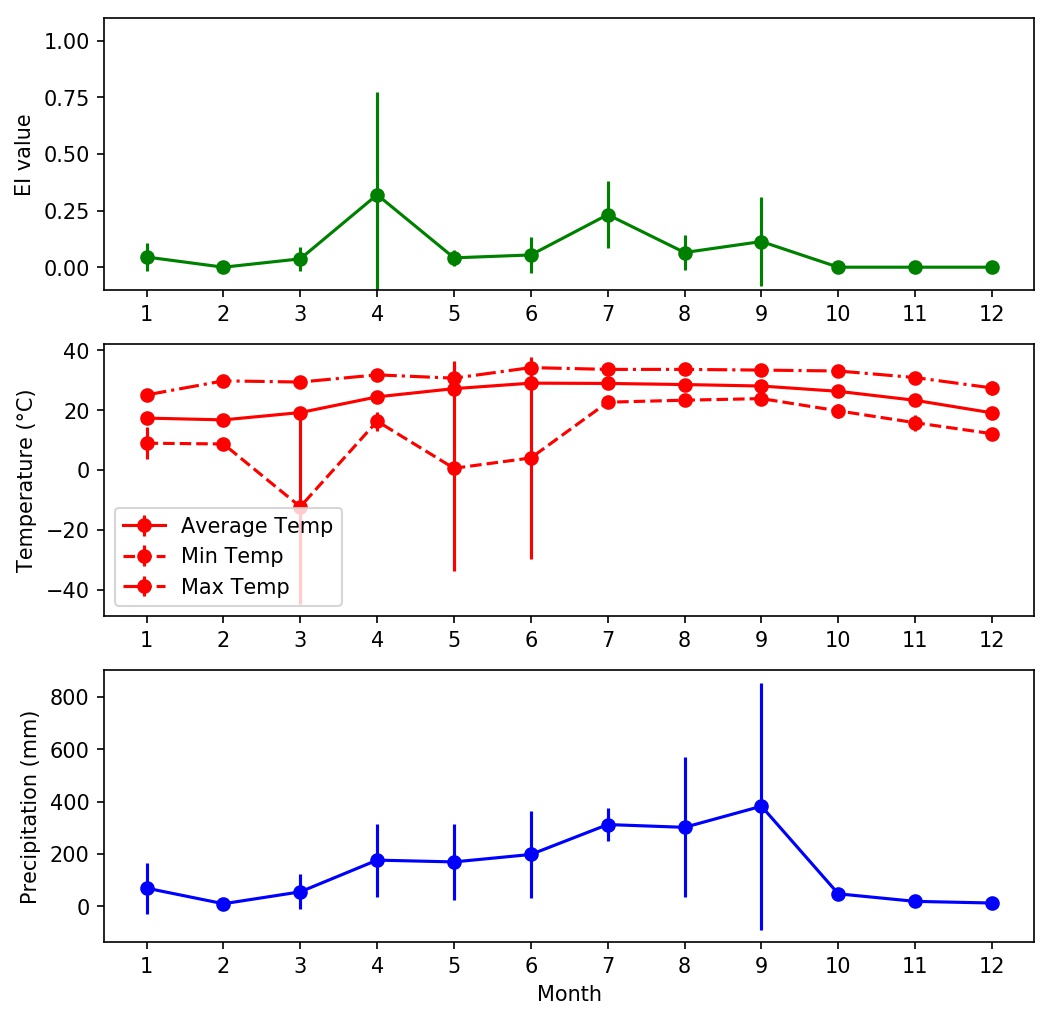 EI value
1.00
0.75
0.50
0.25
0.00
1 2 3 4 5 6 7 8 9 10 11 12
Temperature (°C)
40
20
0
−20
−40
Average Temp
Min Temp
Max Temp
1 2 3 4 5 6 7 8 9 10 11 12
Precipitation (mm)
800
600
400
200
0
1 2 3 4 5 6 7 8 9 10 11 12
Month